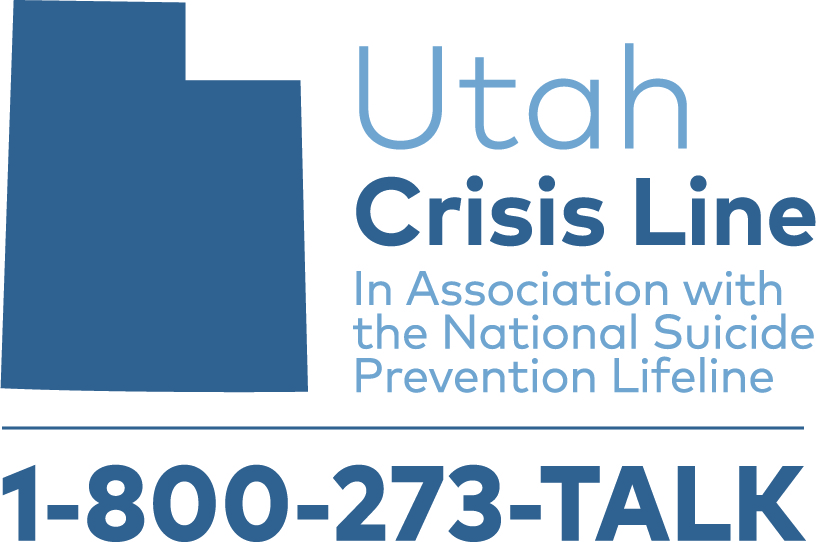 Utah
Crisis Line
In Association with
the National Suicide
Prevention Lifeline
1-800-273-TALK